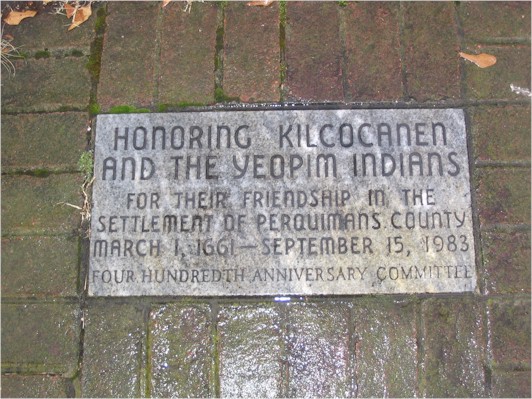 HONORING KILCOCANEN
AND THE YEOPIM INDIANS
FOR THEIR FRIENDSHIP IN THE
SETTLEMENT OF PERQUIMANS COUNTY
MARCH 1, 1661—SEPTEMBER 15, 1983
FOUR HUNDREDTH ANNIVERSARY COMMITTEE